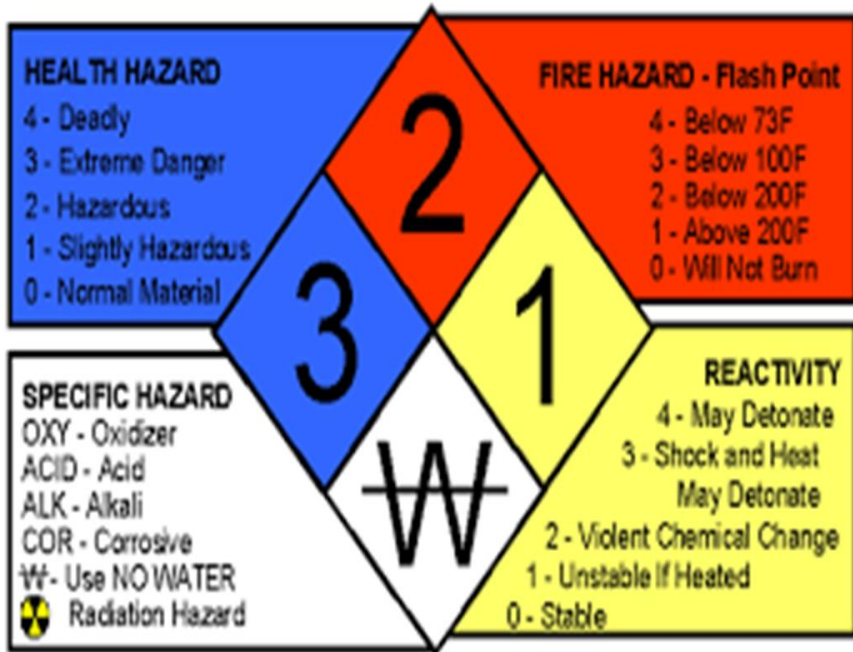 HEALTH HAZARD
4 - Deadly
3 - Extreme Danger
2 - Hazardous
1 - Slightly Hazardous
0 - Normal Material
FIRE HAZARD - Flash Point
4 - Below 73F
3 - Below 100F
2 - Below 200F
1 - Above 200F
0 - Will Not Burn
2
3
1
W
SPECIFIC HAZARD
OXY - Oxidizer
ACID - Acid
ALK - Alkali
COR - Corrosive
W - Use NO WATER
Radiation Hazard
REACTIVITY
4 - May Detonate
3 - Shock and Heat
May Detonate
2 - Violent Chemical Change
1 - Unstable If Heated
0 - Stable